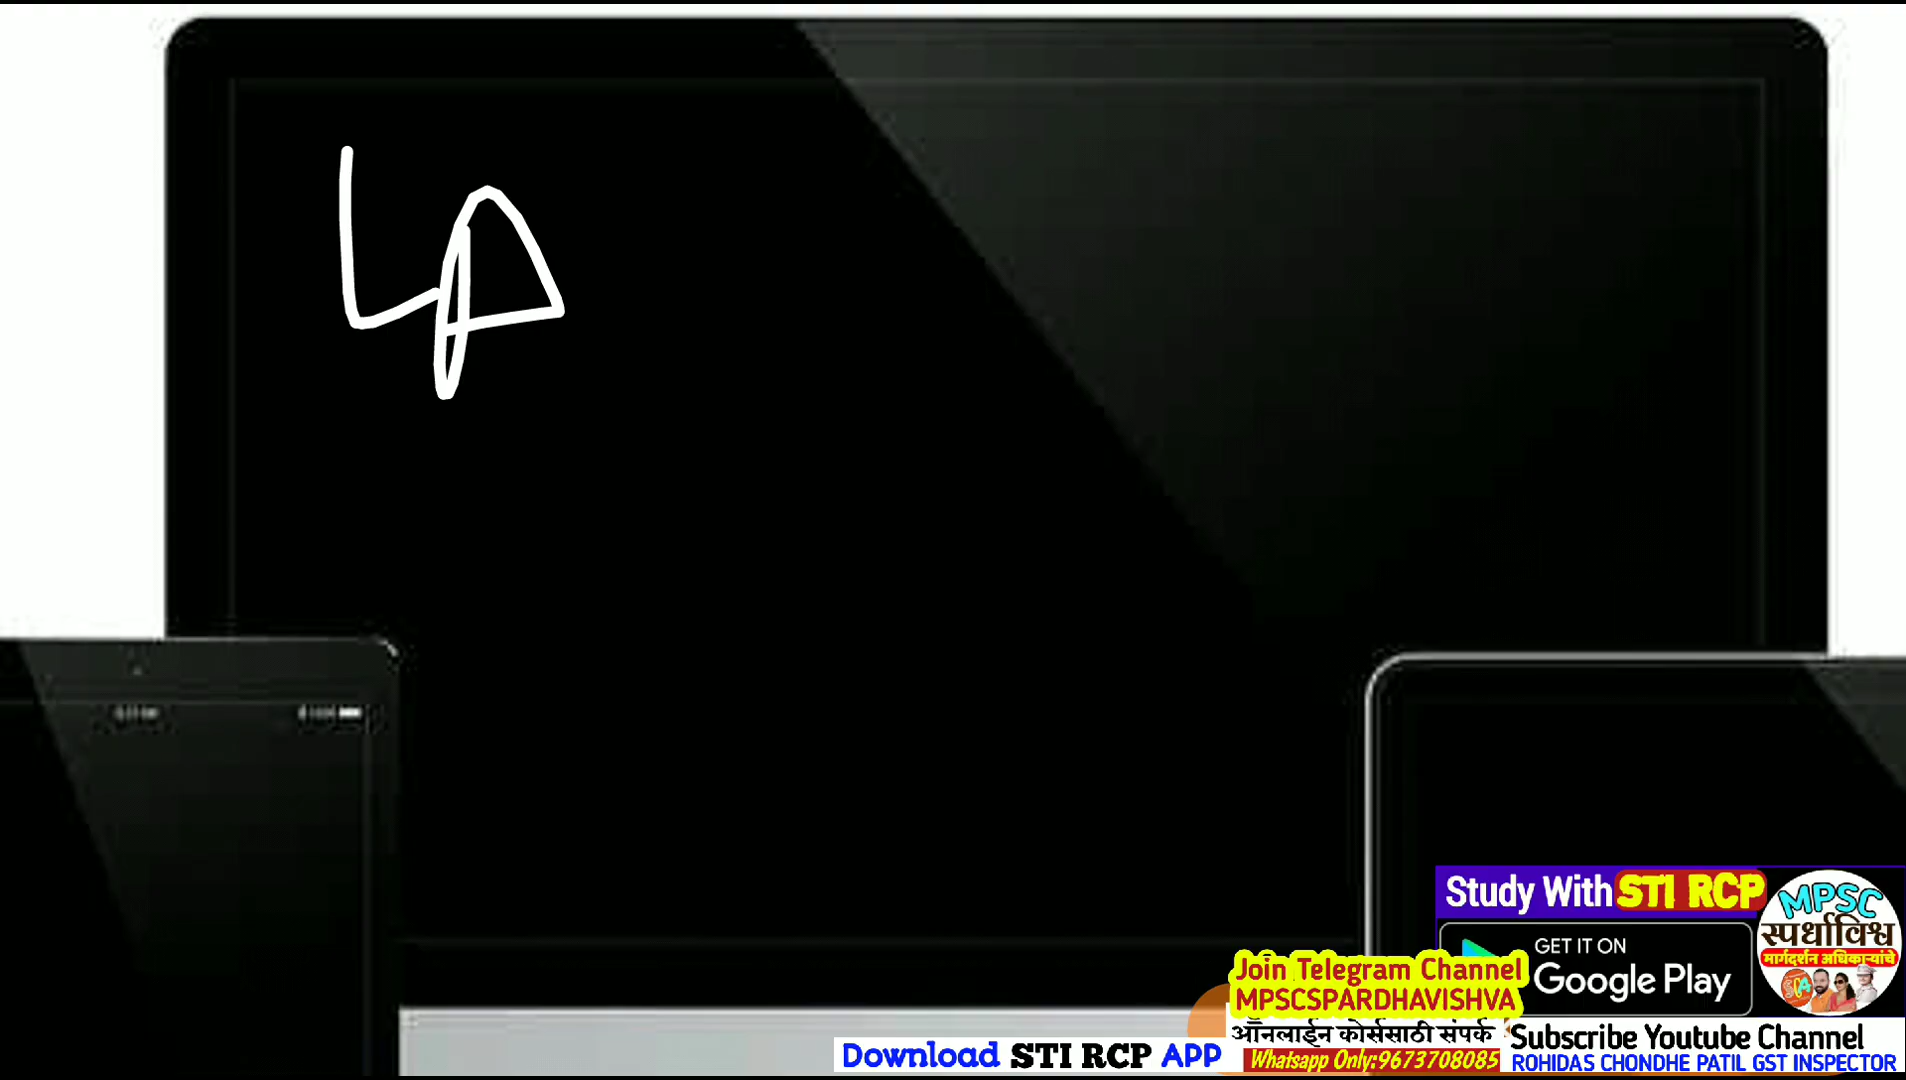 Study With STI RCP
MPSC
स्पर्धाविश्व
मार्गदर्शन अधिकाऱ्यांचे
GET IT ON
Google Play
Join Telegram Channel
MPSCSPARDHAVISHVA
ऑनलाईन कोर्ससाठी संपर्क
Whatsapp Only:9673708085
Download STI RCP APP
Subscribe Youtube Channel
ROHIDAS CHONDHE PATIL GST INSPECTOR